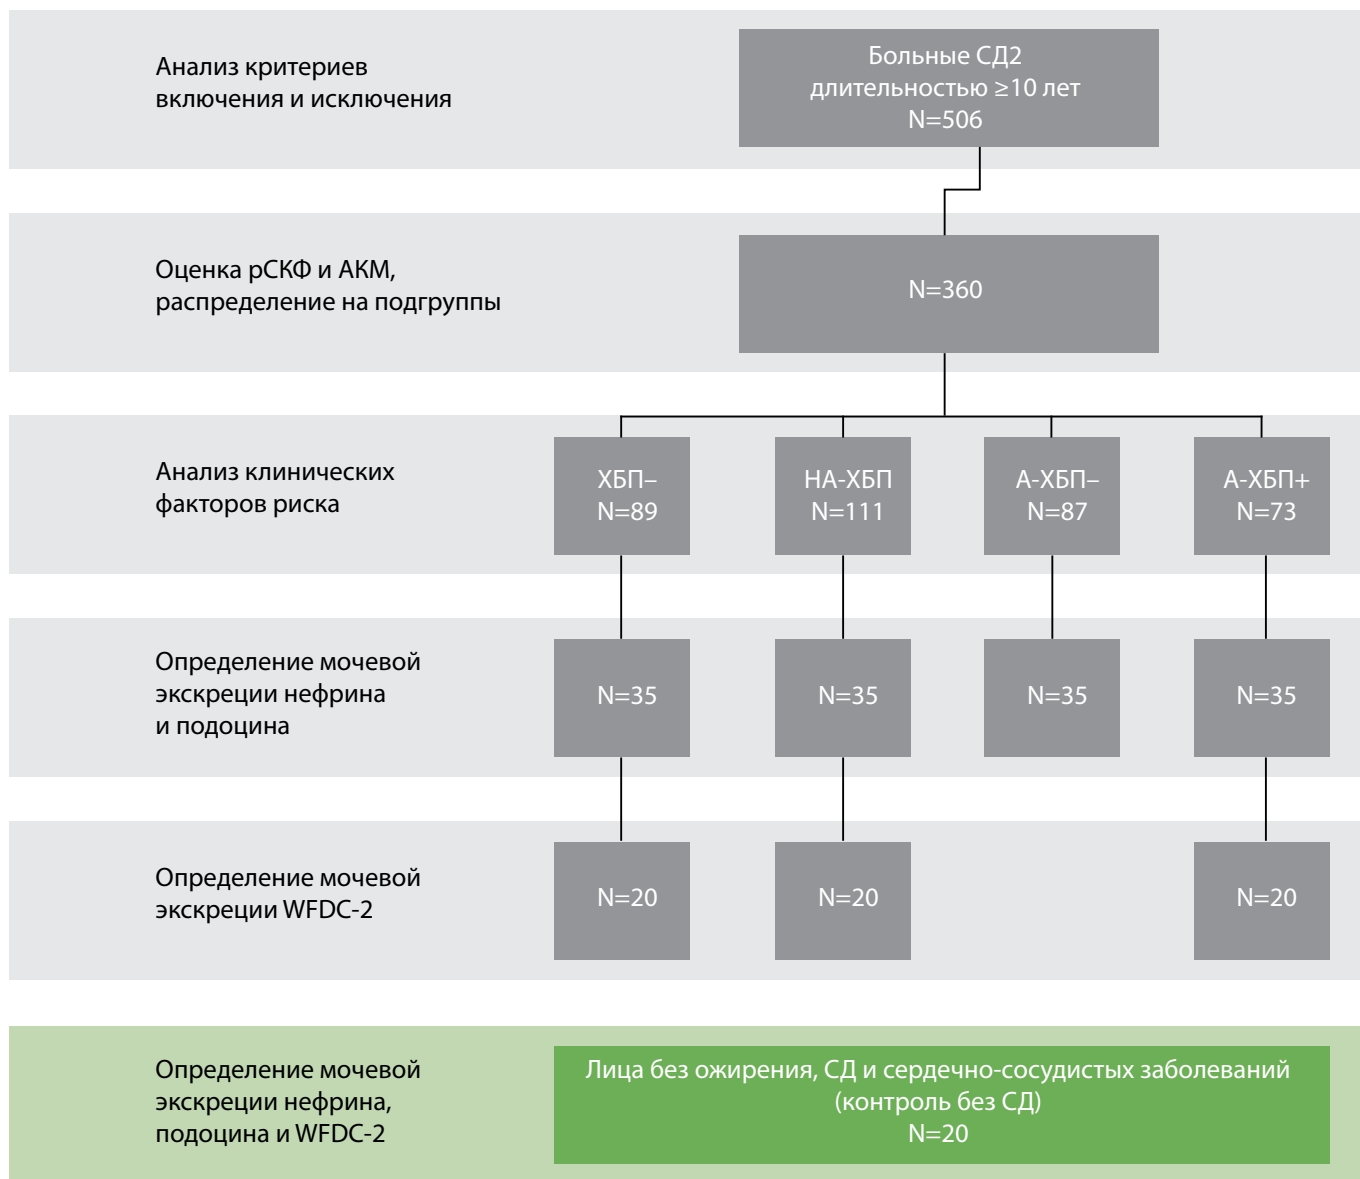 Анализ критериев
включения и исключения
Больные СД2
длительностью ≥10 лет
N=506
Оценка рСКФ и АКМ,
распределение на подгруппы
N=360
Анализ клинических
факторов риска
ХБП–
N=89
НА-ХБП
N=111
А-ХБП–
N=87
А-ХБП+
N=73
Определение мочевой
экскреции нефрина
и подоцина
N=35
N=35
N=35
N=35
Определение мочевой
экскреции WFDC-2
N=20
N=20
N=20
Определение мочевой
экскреции нефрина,
подоцина и WFDC-2
Лица без ожирения, СД и сердечно-сосудистых заболеваний
(контроль без СД)
N=20